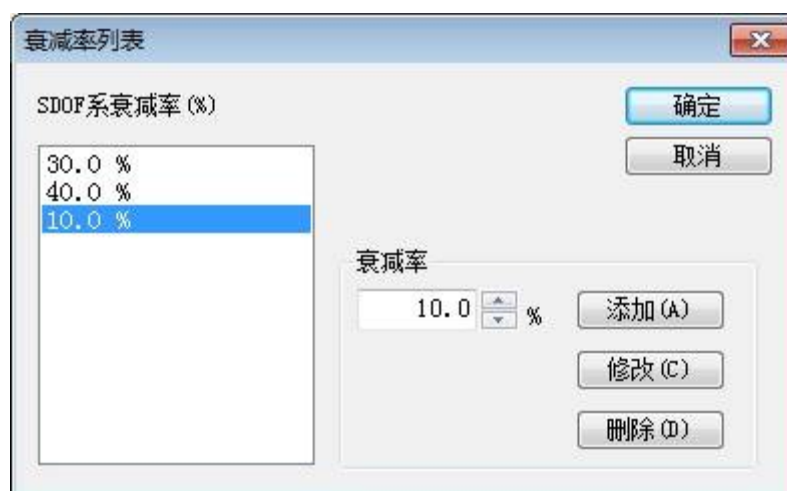 衰减率列表
SDOF系衰减率(%)
30.0 %
40.0 %
10.0 %
确定
取消
衰减率
10.0 %
添加(A)
修改(C)
删除(D)